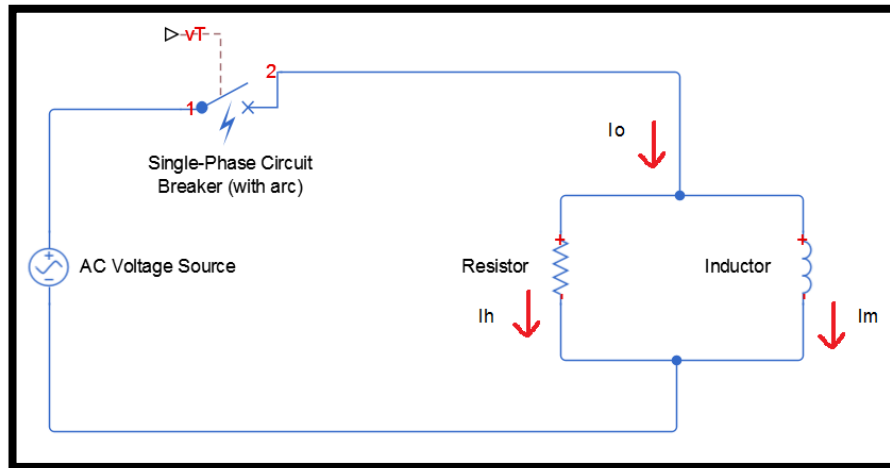 vT
2
1
Io
Single-Phase Circuit
Breaker (with arc)
AC Voltage Source
Resistor
Inductor
Ih
Im